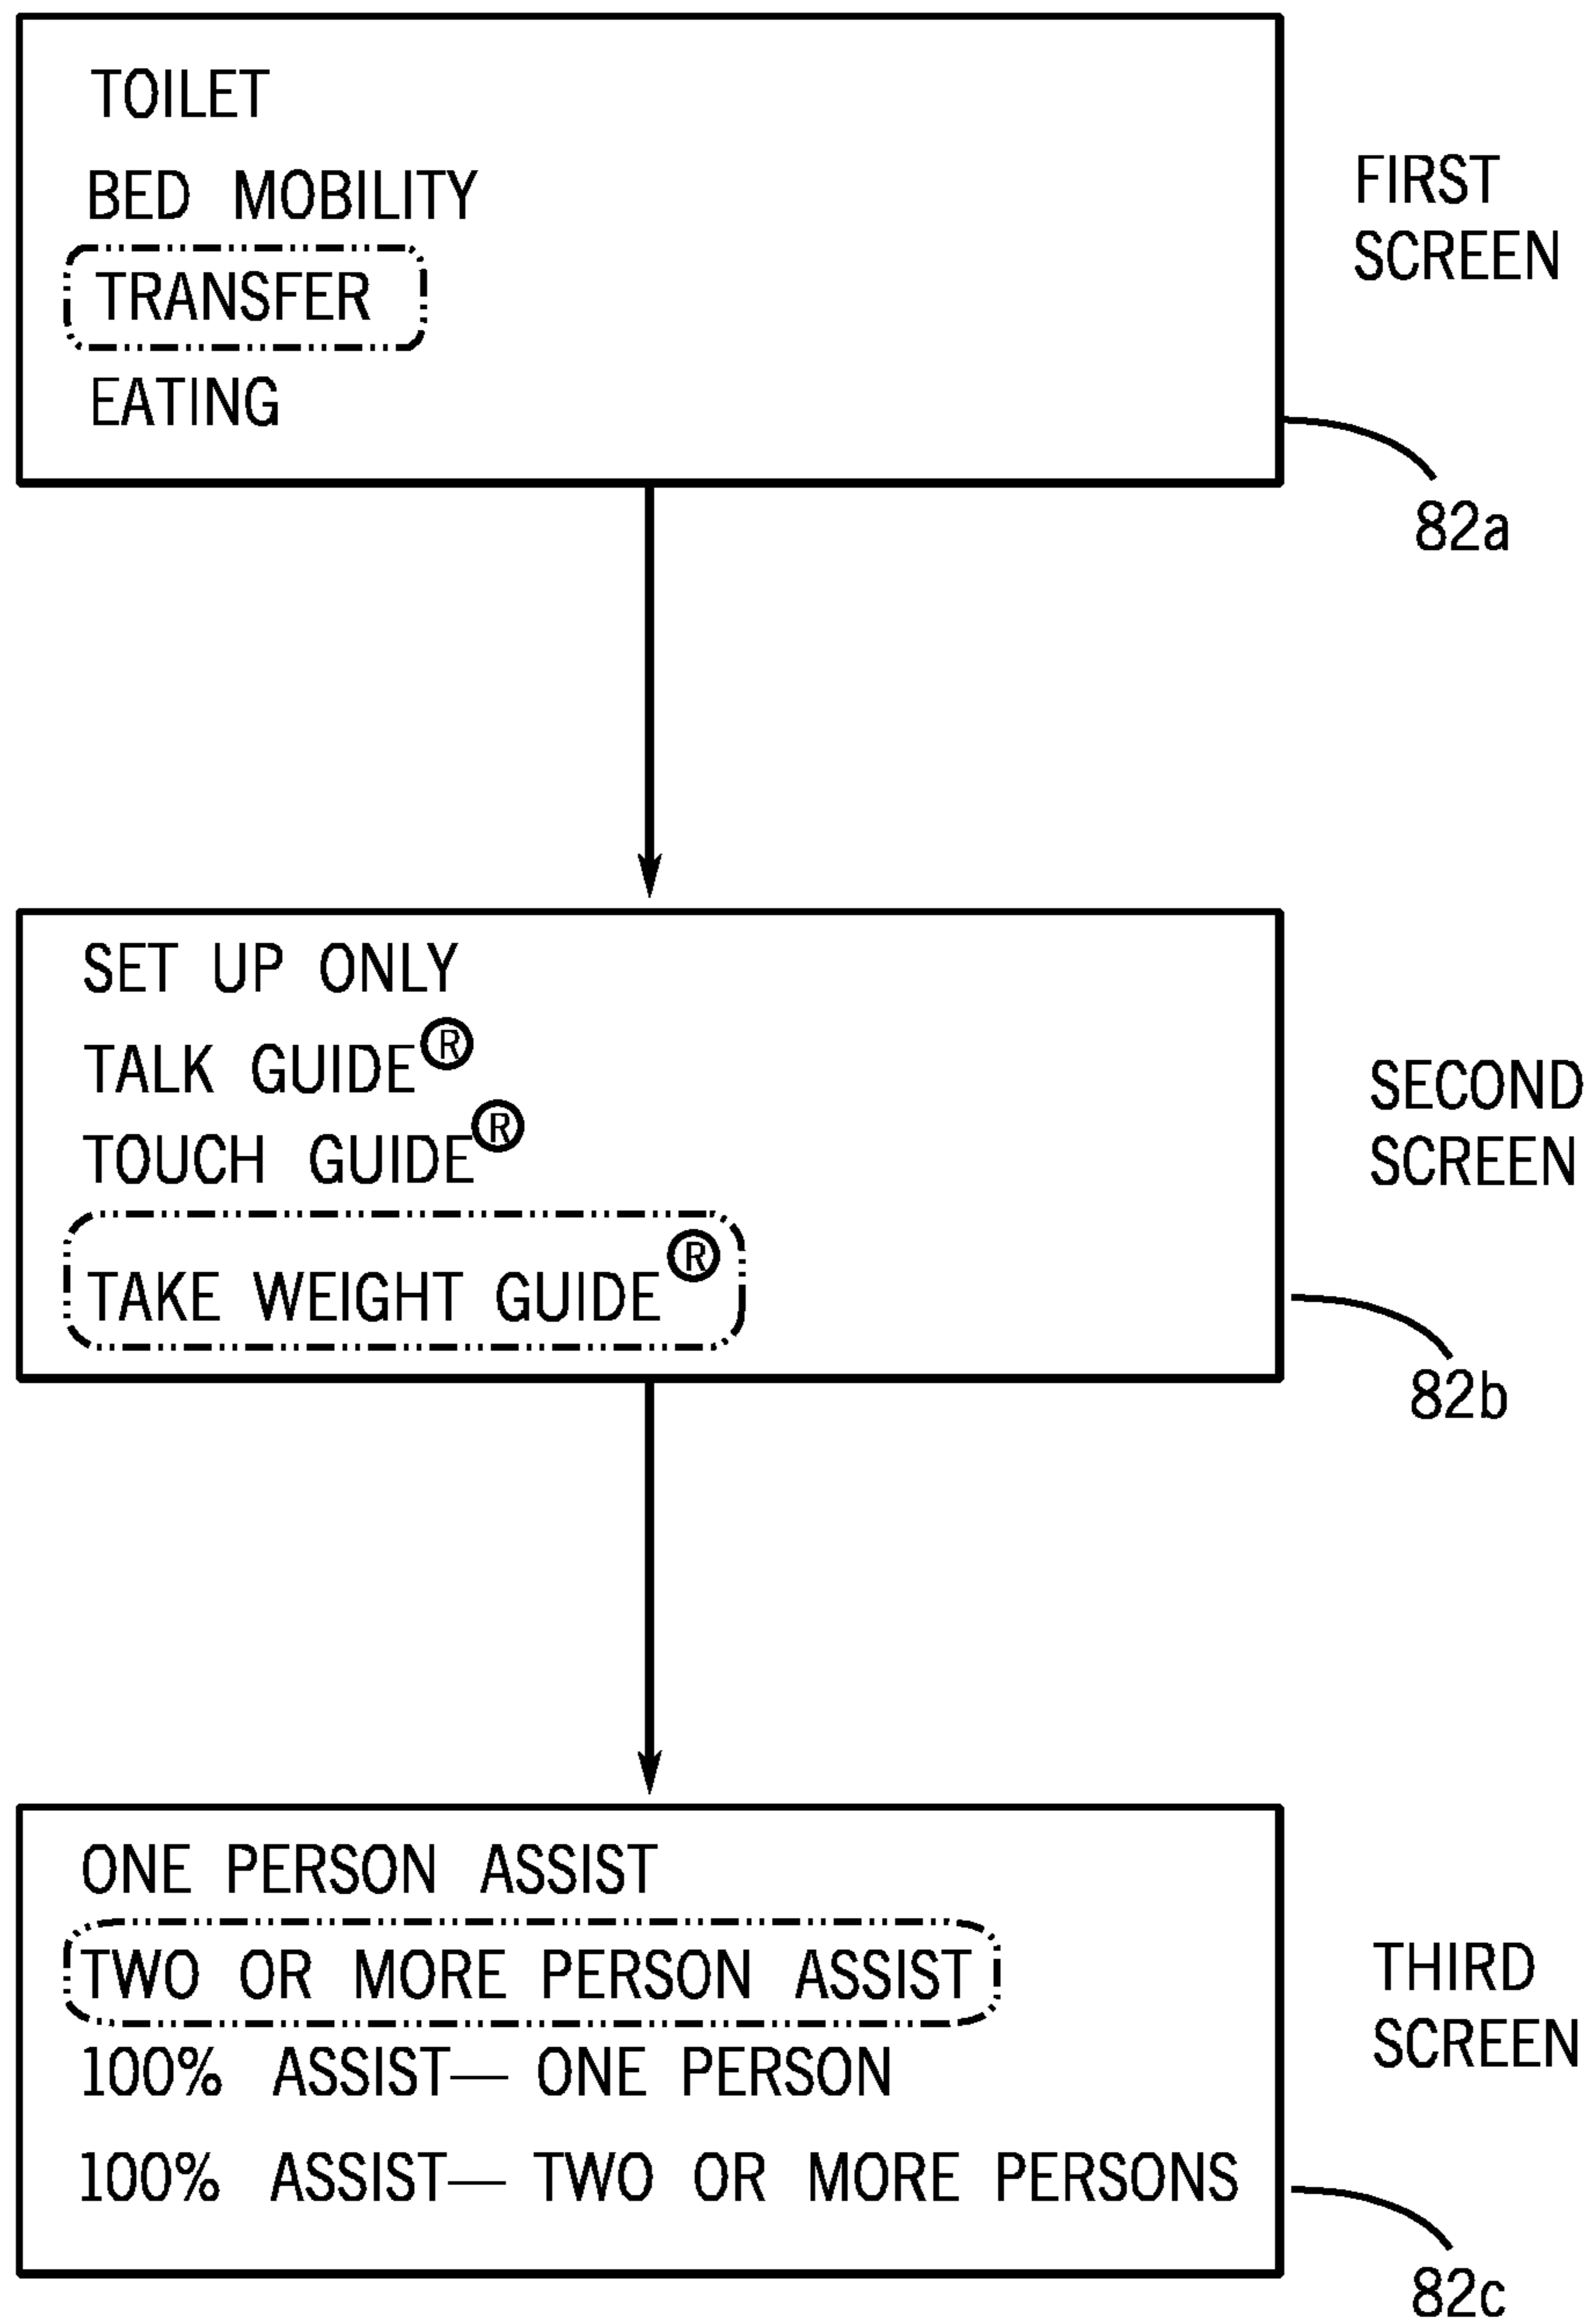 TOILET
BED MOBILITY
TRANSFER
EATING
FIRST
SCREEN
82a
SET UP ONLY
TALK GUIDE®
TOUCH GUIDE®
TAKE WEIGHT GUIDE®
SECOND
SCREEN
82b
ONE PERSON ASSIST
TWO OR MORE PERSON ASSIST
100% ASSIST— ONE PERSON
100% ASSIST— TWO OR MORE PERSONS
THIRD
SCREEN
82c